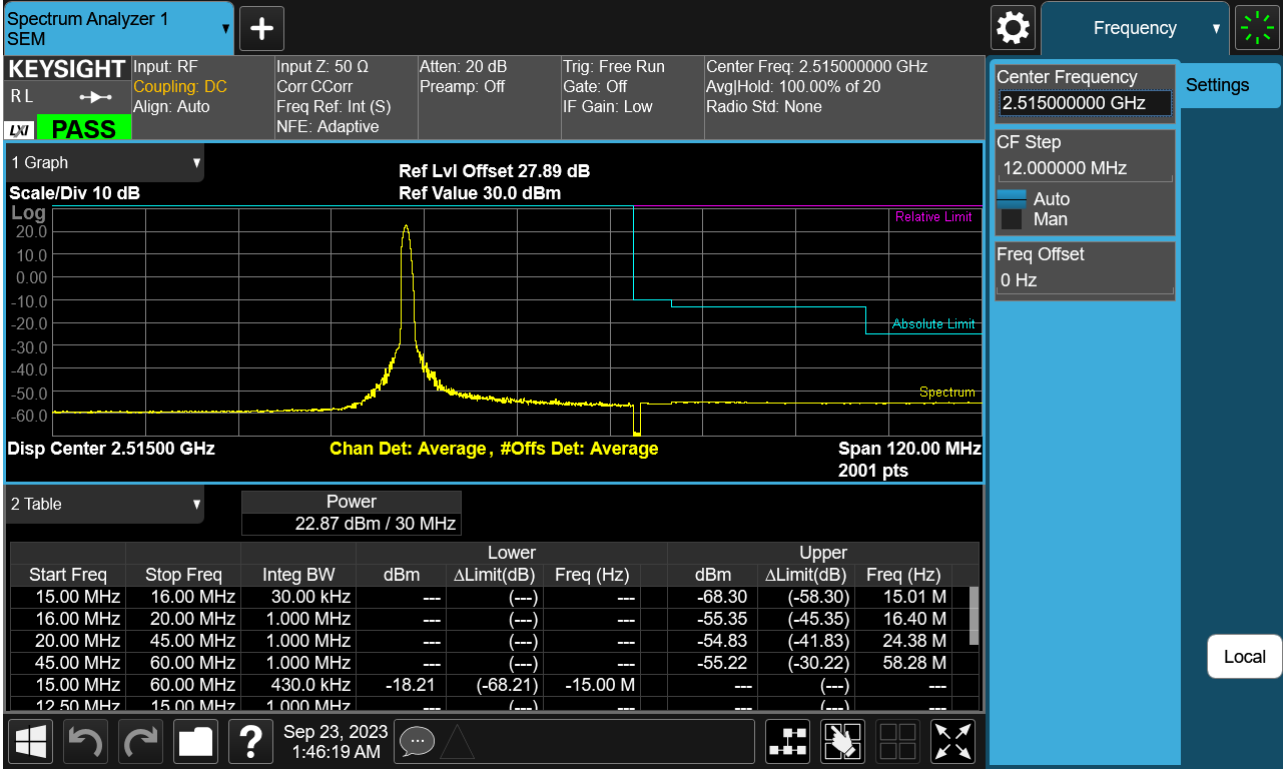 Spectrum Analyzer 1
SEM
Frequency
KEYSIGHT
R L
LXI
PASS
Input: RF
Coupling: DC
Align: Auto
Input Z: 50 Ω
Corr CCorr
Freq Ref: Int (S)
NFE: Adaptive
Atten: 20 dB
Preamp: Off
Trig: Free Run
Gate: Off
IF Gain: Low
Center Freq: 2.515000000 GHz
Avg|Hold: 100.00% of 20
Radio Std: None
Center Frequency
2.515000000 GHz
CF Step
12.000000 MHz
Auto
Man
Freq Offset
0 Hz
Settings
Local
1 Graph
Scale/Div 10 dB
Ref Lvl Offset 27.89 dB
Ref Value 30.0 dBm
Log
20.0
10.0
0.00
-10.0
-20.0
-30.0
-40.0
-50.0
-60.0
Relative Limit
Absolute Limit
Spectrum
Disp Center 2.51500 GHz
Chan Det: Average , #Offs Det: Average
Span 120.00 MHz
2001 pts
2 Table
Power
22.87 dBm / 30 MHz
Lower Upper
Start Freq Stop Freq Integ BW dBm ΔLimit(dB) Freq (Hz) dBm ΔLimit(dB) Freq (Hz)
15.00 MHz 16.00 MHz 30.00 kHz --- (---) --- -68.30 (-58.30) 15.01 M
16.00 MHz 20.00 MHz 1.000 MHz --- (---) --- -55.35 (-45.35) 16.40 M
20.00 MHz 45.00 MHz 1.000 MHz --- (---) --- -54.83 (-41.83) 24.38 M
45.00 MHz 60.00 MHz 1.000 MHz --- (---) --- -55.22 (-30.22) 58.28 M
15.00 MHz 60.00 MHz 430.0 kHz -18.21 (-68.21) -15.00 M --- (---) ---
12.50 MHz 15.00 MHz 1.000 MHz --- (---) --- --- (---) ---
?
Sep 23, 2023
1:46:19 AM